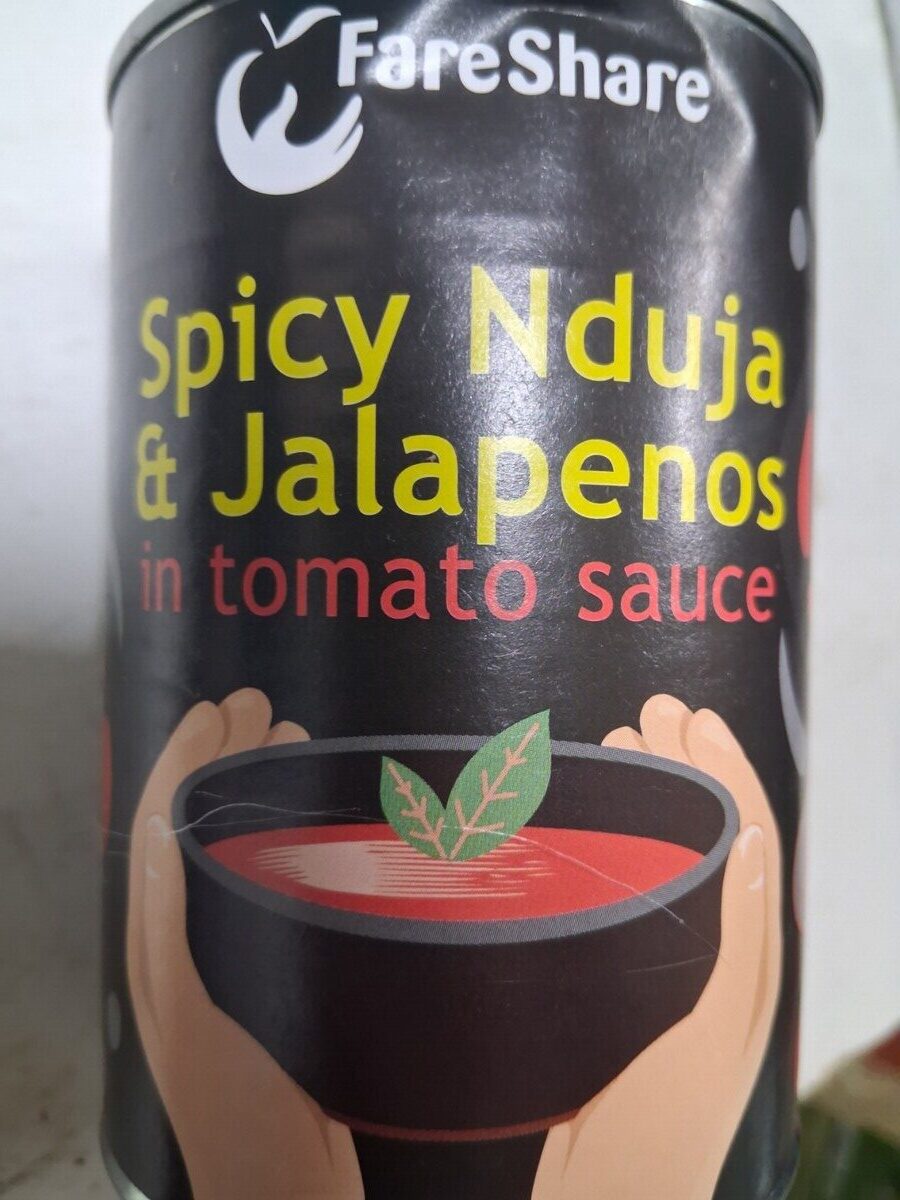 FareShare
Spicy Nduja
& Jalapenos
in tomato sauce